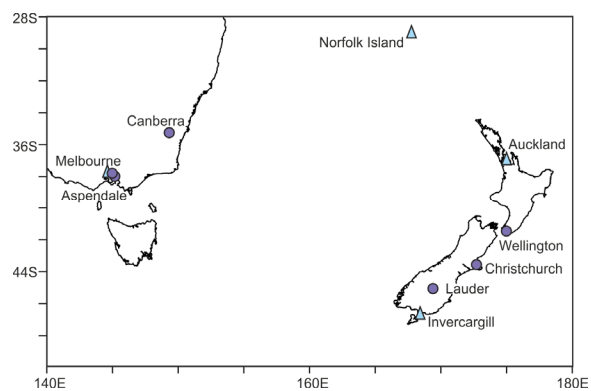 28S
Norfolk Island
Canberra
36S
Auckland
Melbourne
Aspendale
Wellington
44S
Christchurch
Lauder
Invercargill
140E
160E
180E